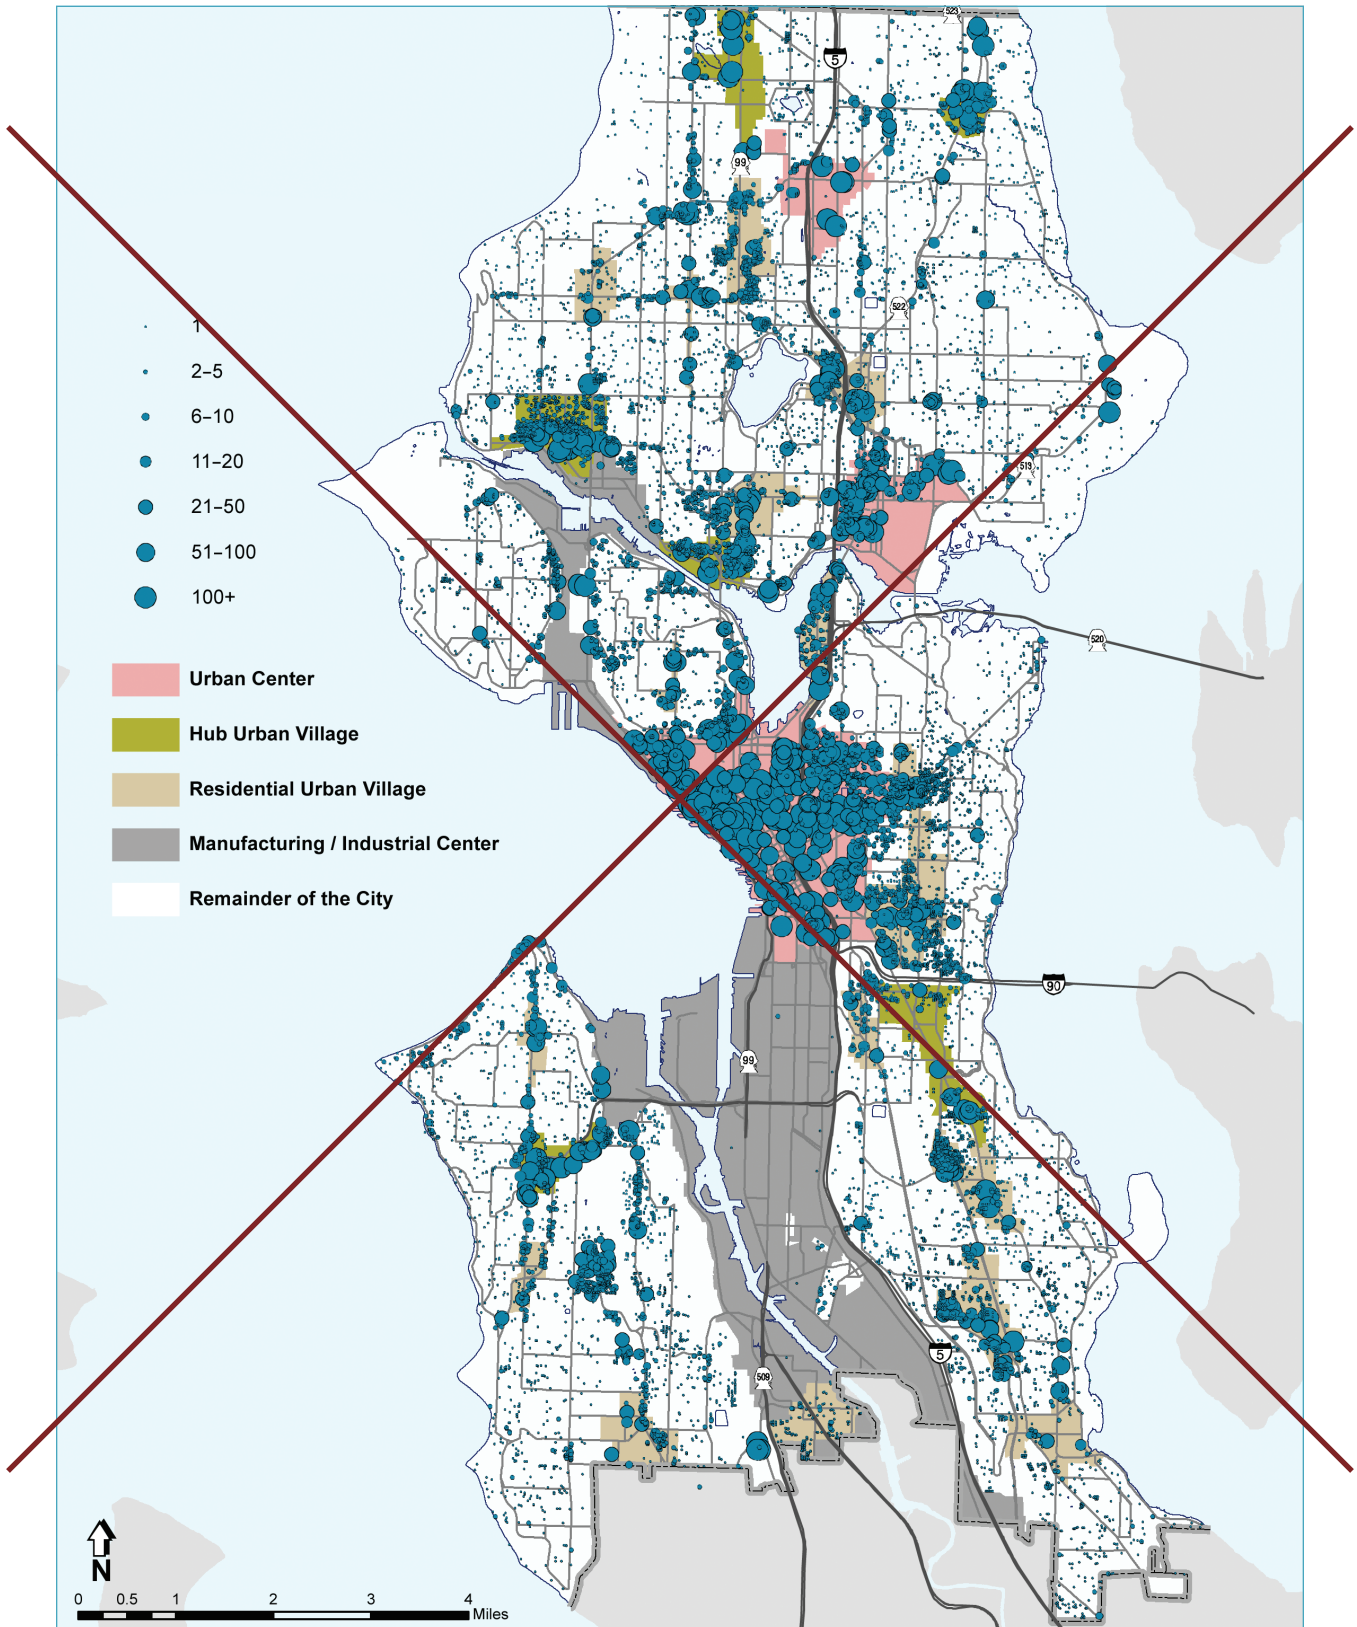 523
5
99
522
1
2–5
6–10
11–20
21–50
51–100
100+
513
520
Urban Center
Hub Urban Village
Residential Urban Village
Manufacturing / Industrial Center
Remainder of the City
90
99
5
509
N
0 0.5 1 2 3 4
Miles